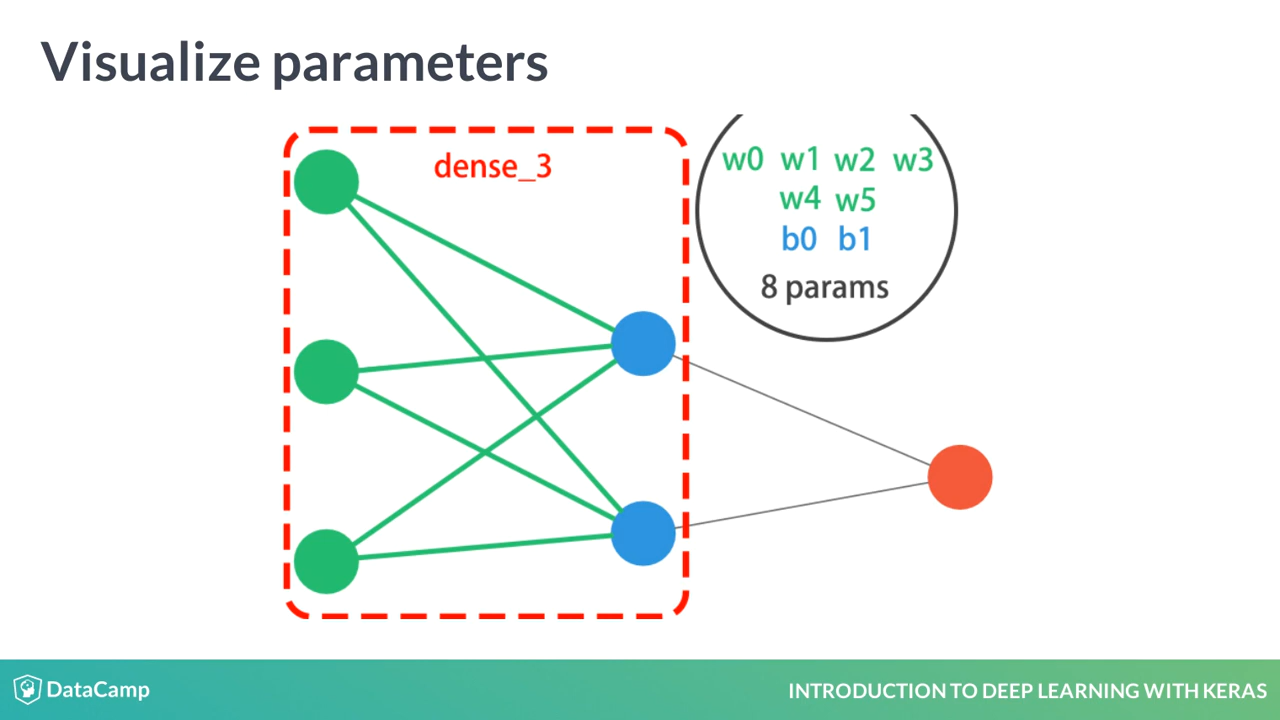 Visualize parameters
dense_3
w0 w1 w2 w3
w4 w5
b0 b1
8 params
DataCamp
INTRODUCTION TO DEEP LEARNING WITH KERAS